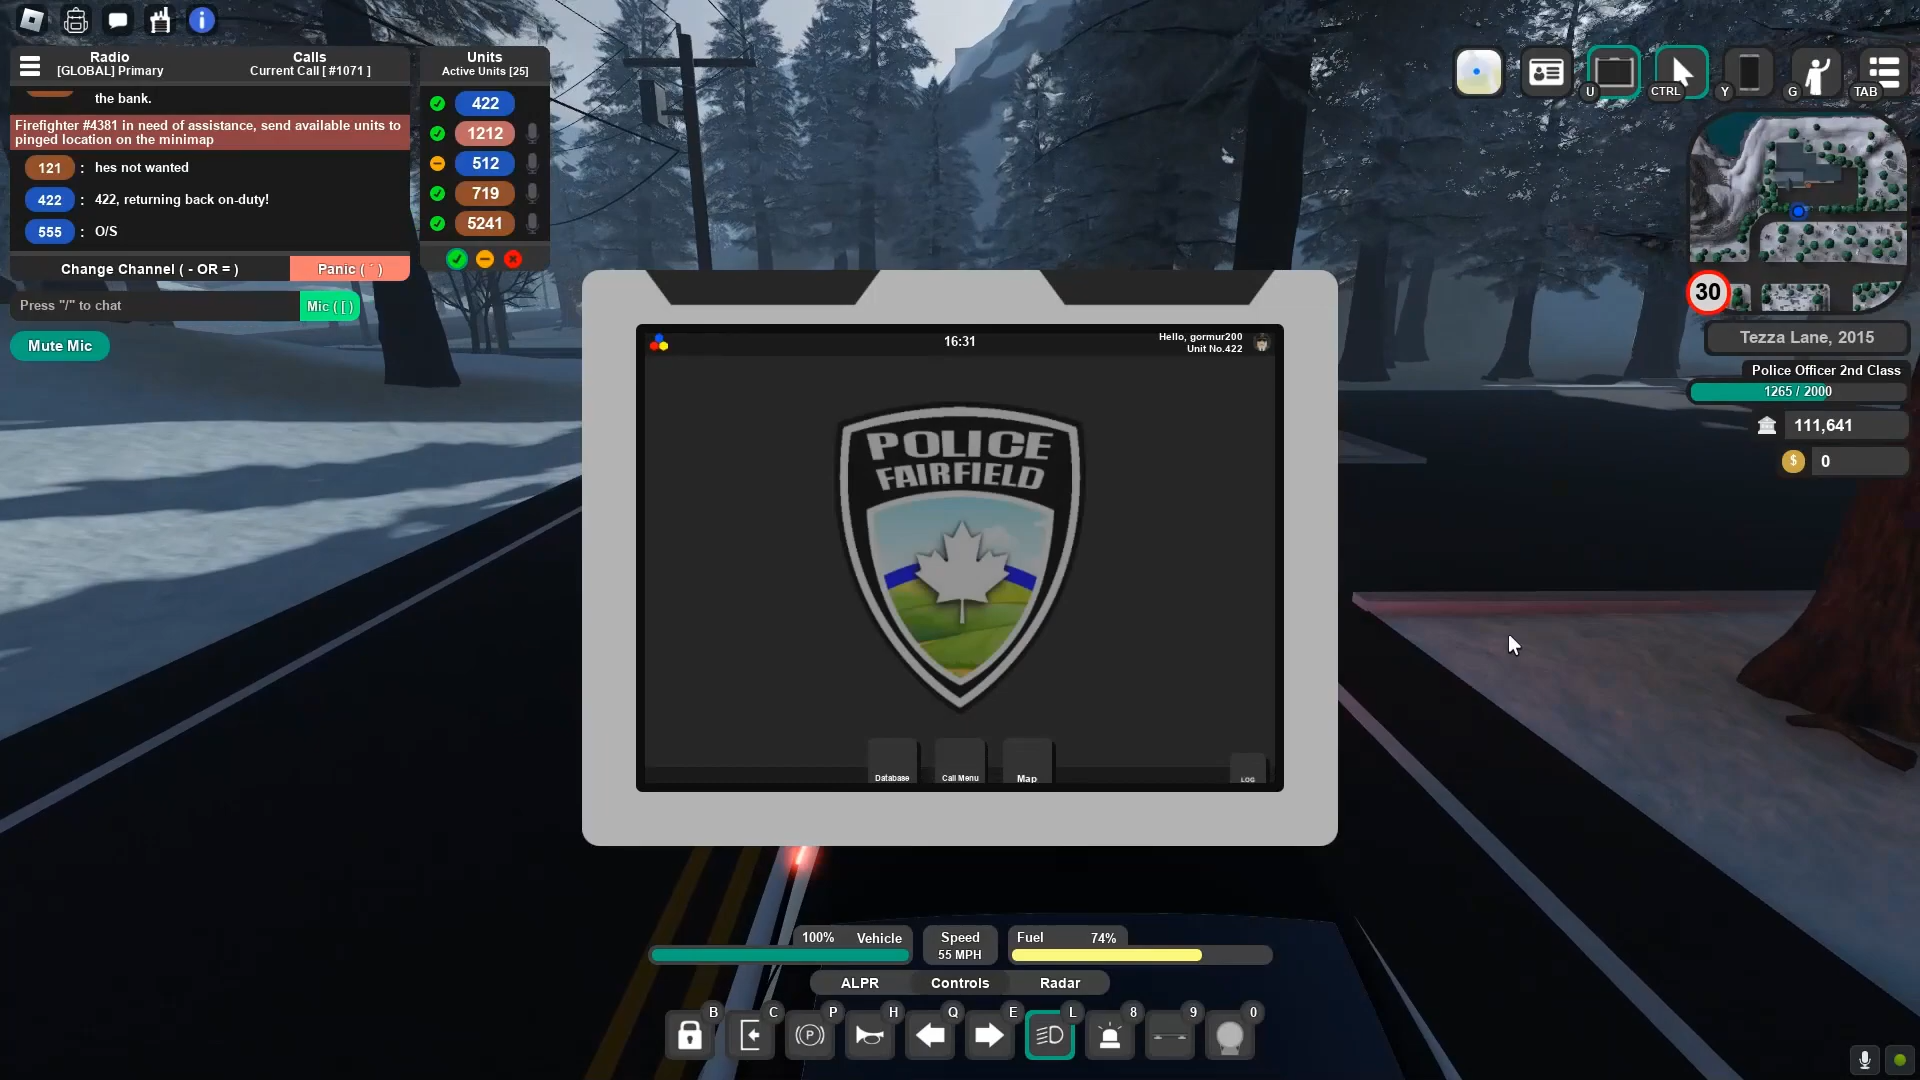 Radio
[GLOBAL] Primary
Calls
Current Call [ #1071 ]
Units
Active Units [25]
the bank.
Firefighter #4381 in need of assistance, send available units to
pinged location on the minimap
121 : hes not wanted
422 : 422, returning back on-duty!
555 : O/S
Change Channel ( - OR = )
Panic ( ` )
422
1212
512
719
5241
Press "/" to chat
Mic ( [ )
Mute Mic
U
CTRL
Y
G
TAB
30
Tezza Lane, 2015
Police Officer 2nd Class
1265 / 2000
111,641
$ 0
16:31
Hello, gormur200
Unit No.422
POLICE
FAIRFIELD
Database
Call Menu
Map
LOG
100% Vehicle
Speed
55 MPH
Fuel 74%
ALPR
Controls
Radar
B
C
P
H
Q
E
L
8
9
0